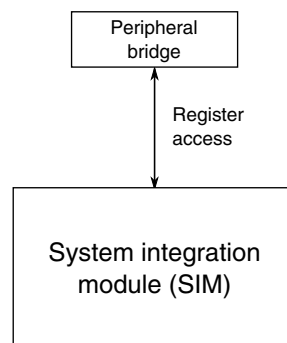 Peripheral
bridge
Register
access
System integration
module (SIM)